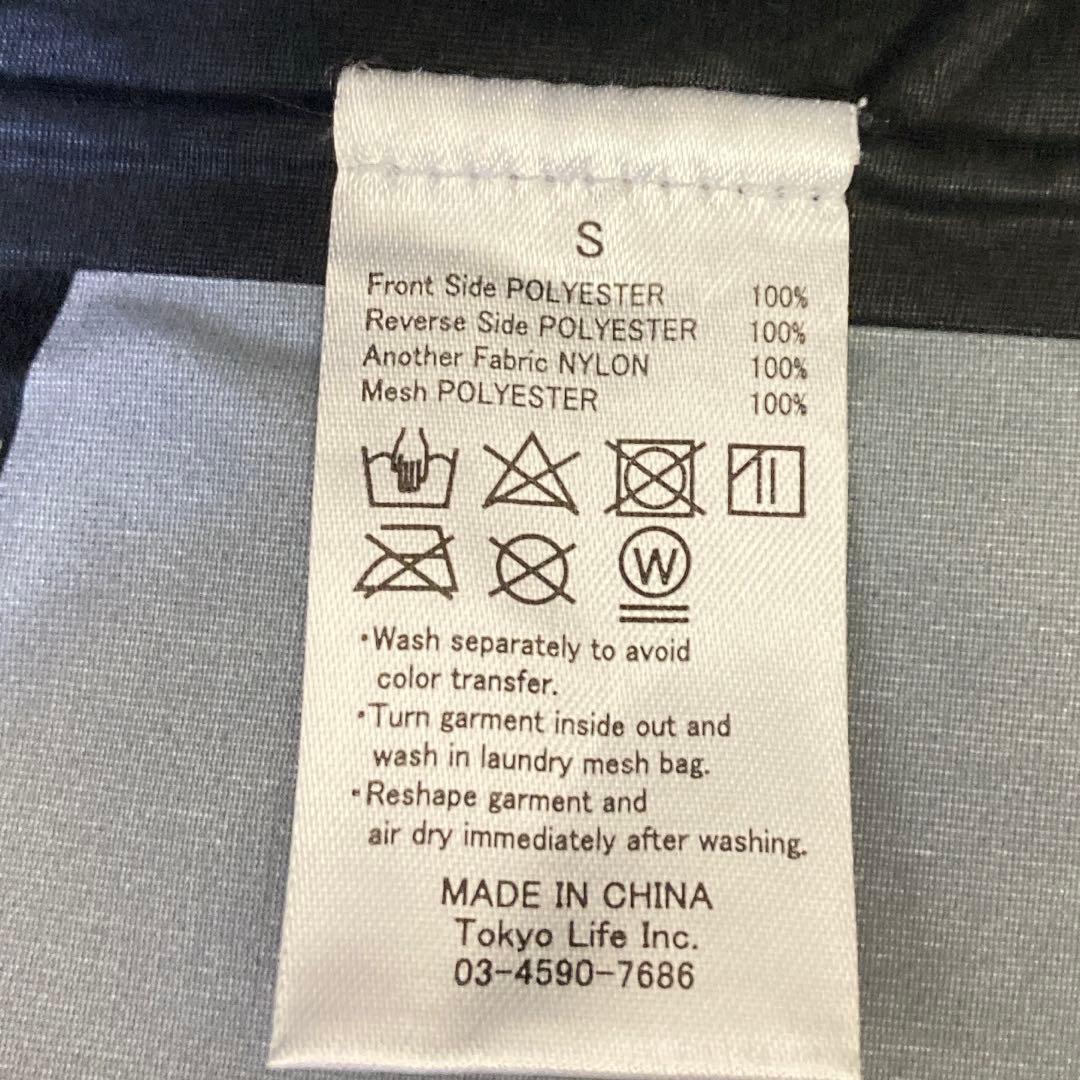 S
Front Side POLYESTER 100%
Reverse Side POLYESTER 100%
Another Fabric NYLON 100%
Mesh POLYESTER 100%
W
・Wash separately to avoid
color transfer.
・Turn garment inside out and
wash in laundry mesh bag.
・Reshape garment and
air dry immediately after washing.
MADE IN CHINA
Tokyo Life Inc.
03-4590-7686